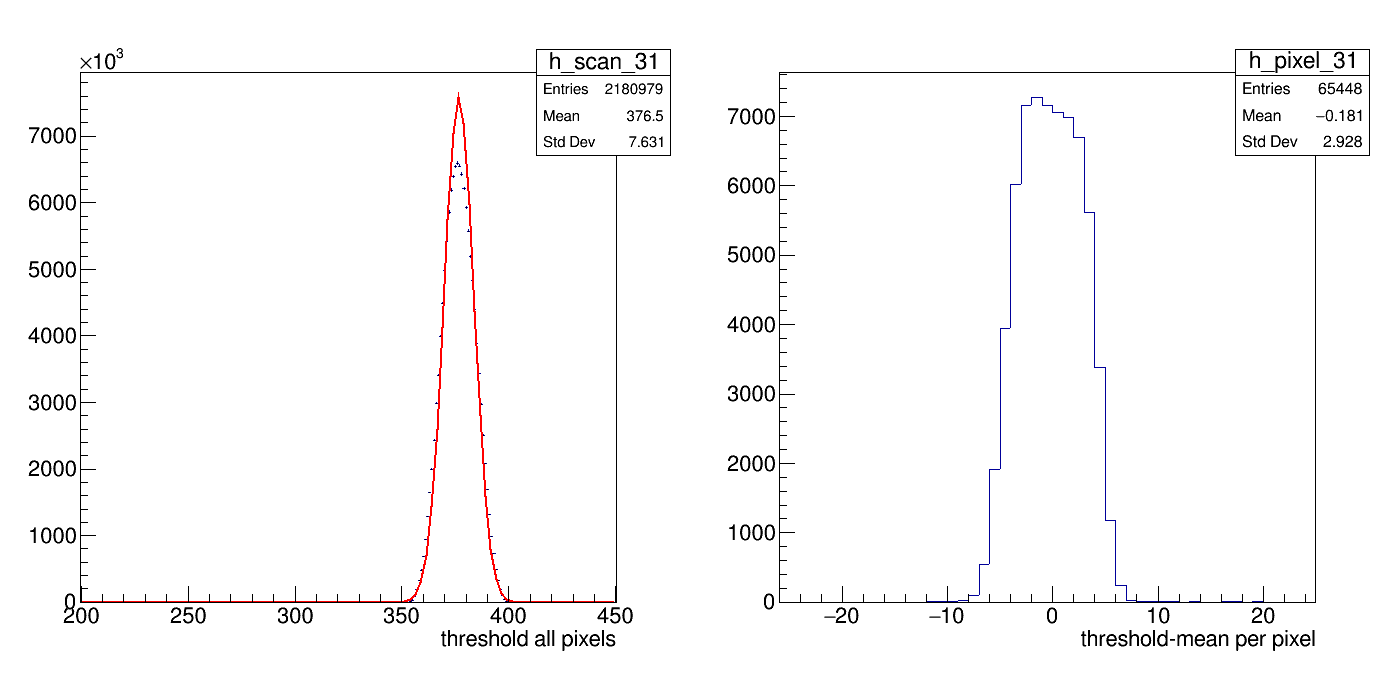 ×10³
h_scan_31
Entries 2180979
Mean 376.5
Std Dev 7.631
7000
6000
5000
4000
3000
2000
1000
0
200 250 300 350 400 450
threshold all pixels
h_pixel_31
Entries 65448
Mean −0.181
Std Dev 2.928
7000
6000
5000
4000
3000
2000
1000
0
−20 −10 0 10 20
threshold-mean per pixel